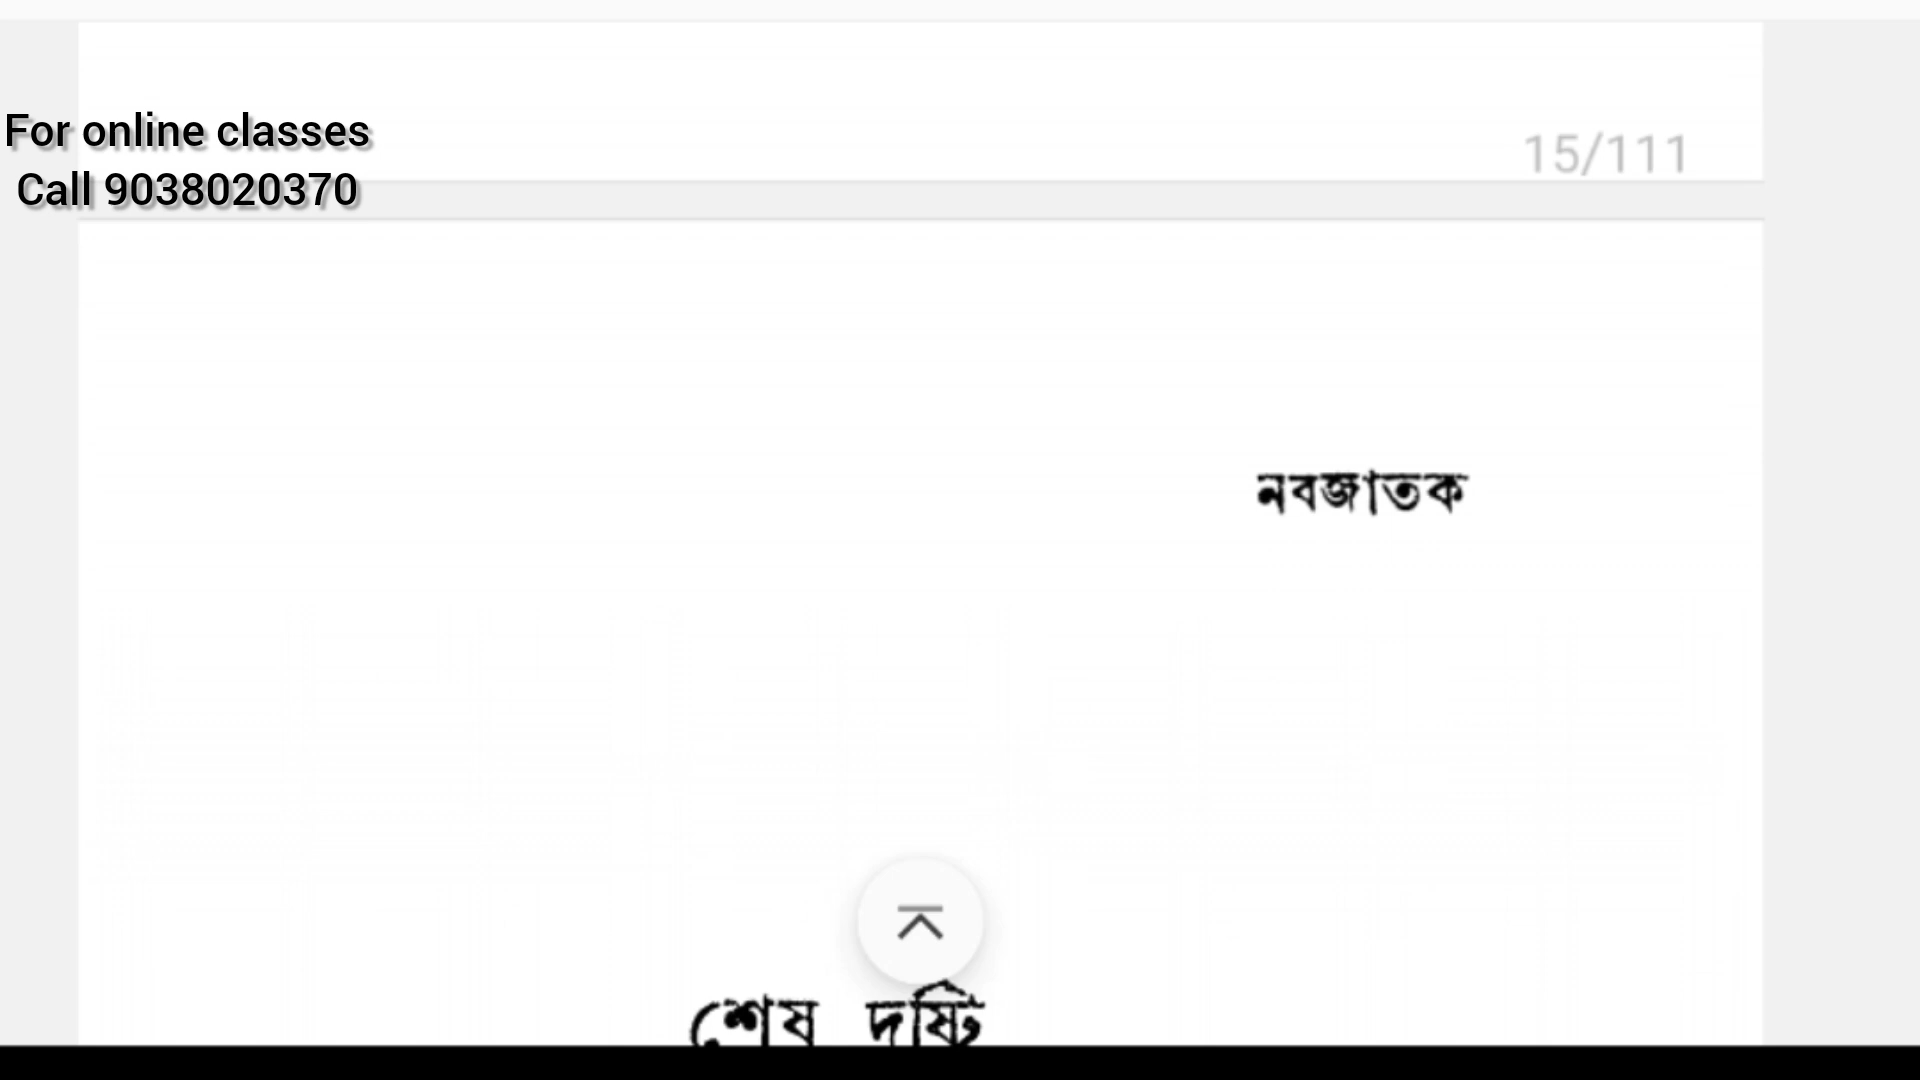 For online classes
Call 9038020370
15/111
নবজাতক
শেষ দৃষ্টি